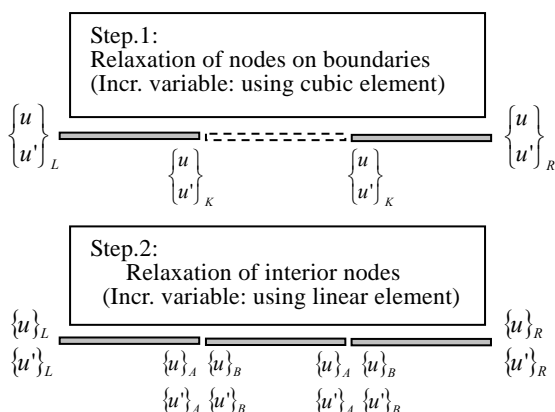 Step.1:
Relaxation of nodes on boundaries
(Incr. variable: using cubic element)
{u u'}L {u u'}R
{u u'}K {u u'}K
Step.2:
Relaxation of interior nodes
(Incr. variable: using linear element)
{u}L {u}R
{u'}L {u'}R
{u}A {u}B {u}A {u}B
{u'}A {u'}B {u'}A {u'}B